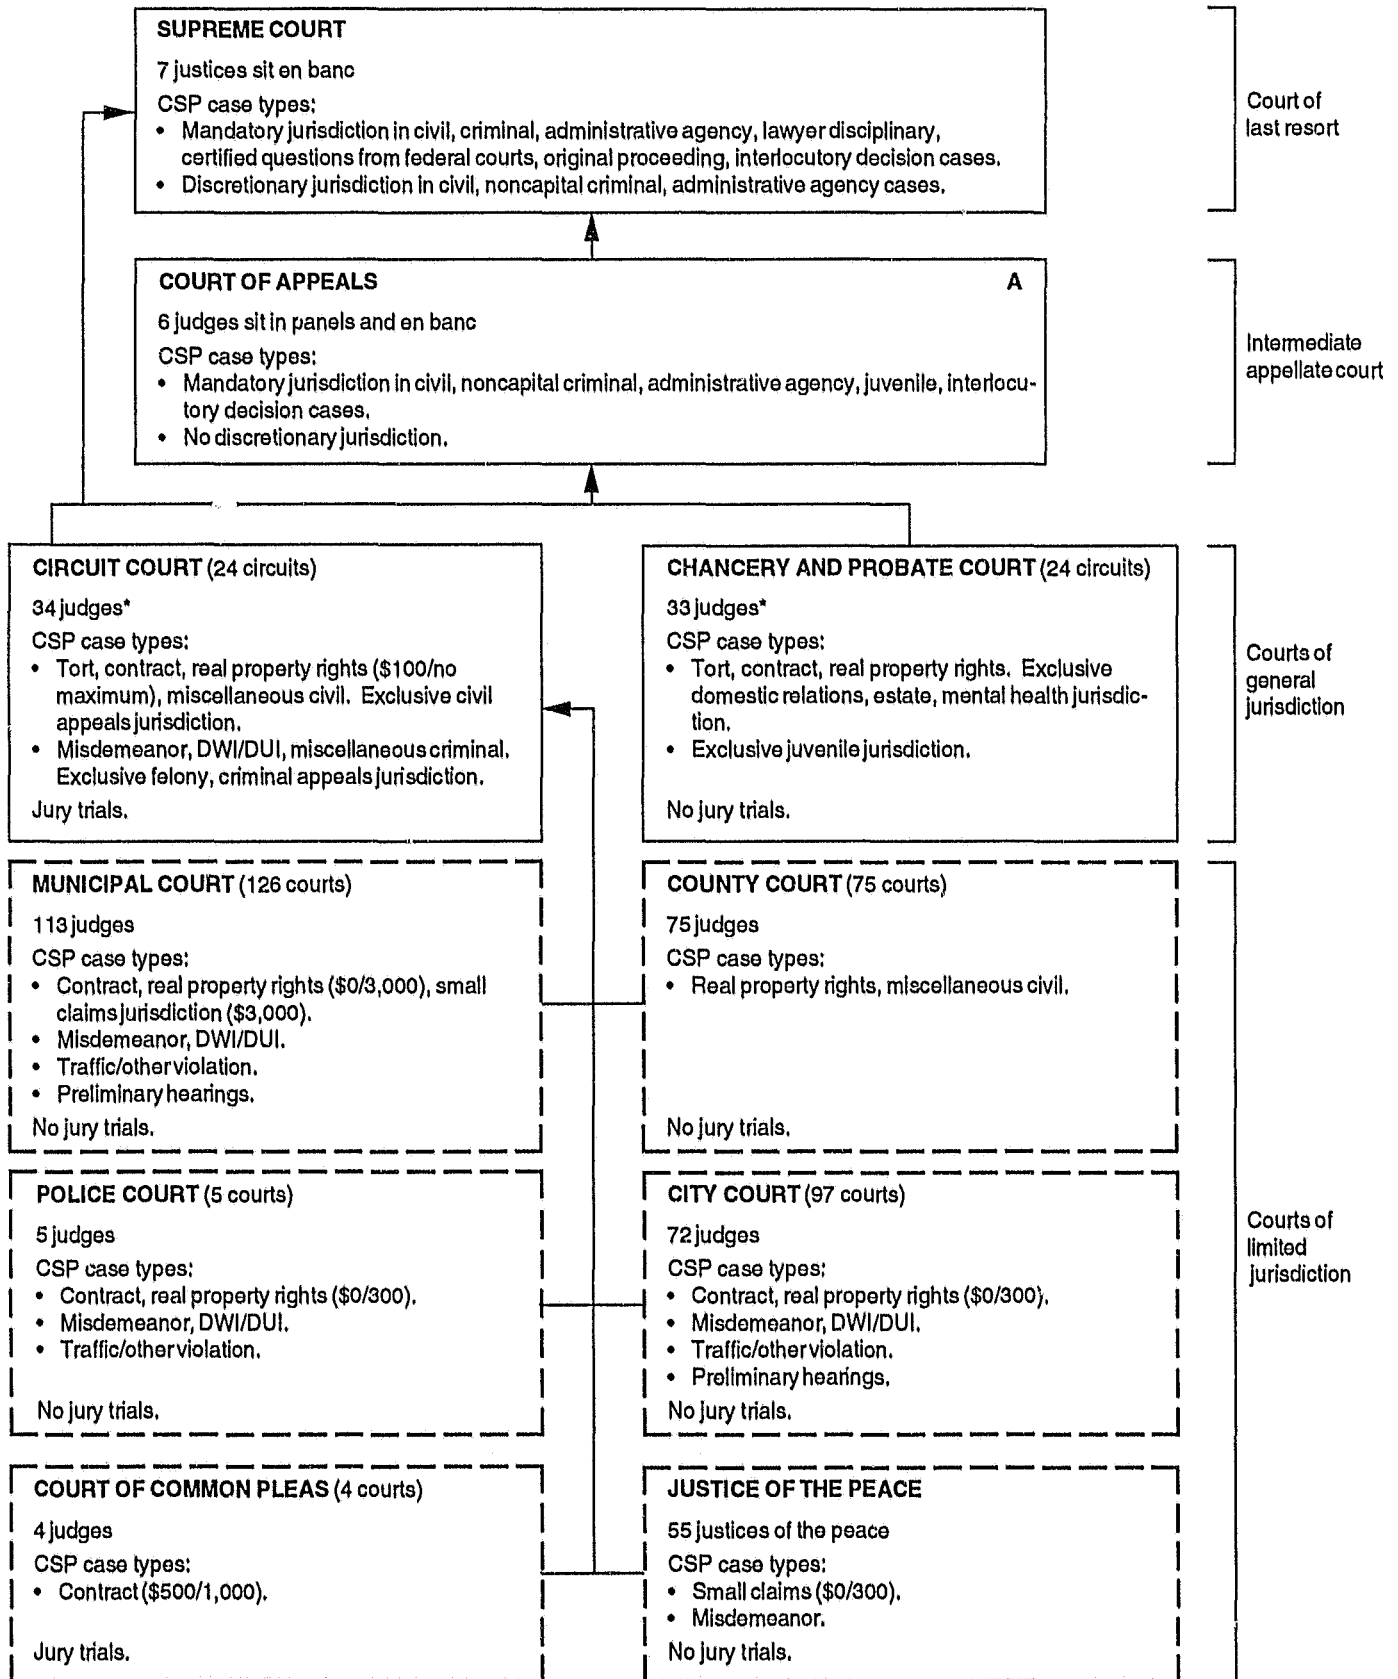 SUPREME COURT
7 justices sit en banc
CSP case types:
• Mandatory jurisdiction in civil, criminal, administrative agency, lawyer disciplinary,
certified questions from federal courts, original proceeding, interlocutory decision cases.
• Discretionary jurisdiction in civil, noncapital criminal, administrative agency cases.
Court of
last resort
COURT OF APPEALS A
6 judges sit in panels and en banc
CSP case types:
• Mandatory jurisdiction in civil, noncapital criminal, administrative agency, juvenile, interlocu-
tory decision cases.
• No discretionary jurisdiction.
Intermediate
appellate court
CIRCUIT COURT (24 circuits)
34 judges*
CSP case types:
• Tort, contract, real property rights ($100/no
maximum), miscellaneous civil. Exclusive civil
appeals jurisdiction.
• Misdemeanor, DWI/DUI, miscellaneous criminal.
Exclusive felony, criminal appeals jurisdiction.
Jury trials.
CHANCERY AND PROBATE COURT (24 circuits)
33 judges*
CSP case types:
• Tort, contract, real property rights. Exclusive
domestic relations, estate, mental health jurisdic-
tion.
• Exclusive juvenile jurisdiction.
No jury trials.
Courts of
general
jurisdiction
MUNICIPAL COURT (126 courts)
113 judges
CSP case types:
• Contract, real property rights ($0/3,000), small
claims jurisdiction ($3,000).
• Misdemeanor, DWI/DUI.
• Traffic/other violation.
• Preliminary hearings.
No jury trials.
COUNTY COURT (75 courts)
75 judges
CSP case types:
• Real property rights, miscellaneous civil.
No jury trials.
POLICE COURT (5 courts)
5 judges
CSP case types:
• Contract, real property rights ($0/300).
• Misdemeanor, DWI/DUI.
• Traffic/other violation.
No jury trials.
CITY COURT (97 courts)
72 judges
CSP case types:
• Contract, real property rights ($0/300).
• Misdemeanor, DWI/DUI.
• Traffic/other violation.
• Preliminary hearings.
No jury trials.
Courts of
limited
jurisdiction
COURT OF COMMON PLEAS (4 courts)
4 judges
CSP case types:
• Contract ($500/1,000).
Jury trials.
JUSTICE OF THE PEACE
55 justices of the peace
CSP case types:
• Small claims ($0/300).
• Misdemeanor.
No jury trials.